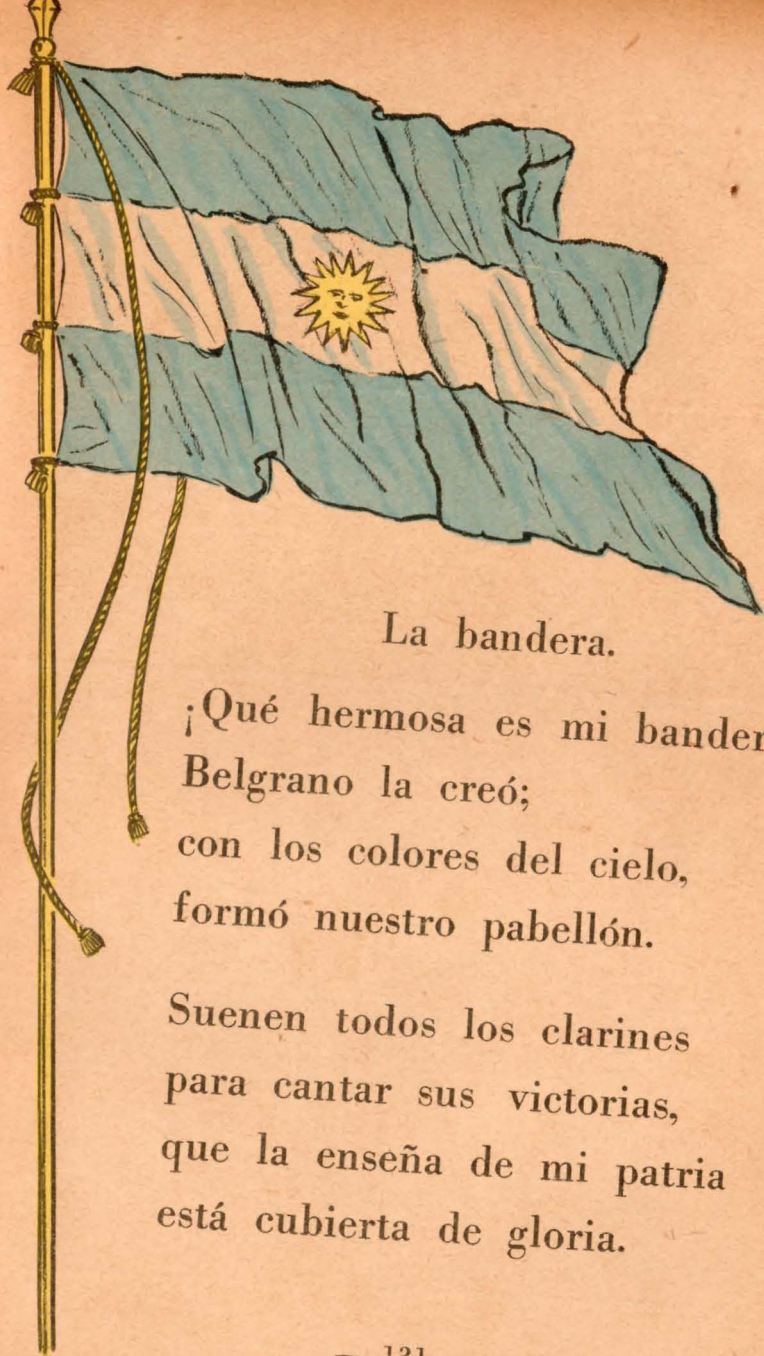 La bandera.
¡Qué hermosa es mi bander
Belgrano la creó;
con los colores del cielo,
formó nuestro pabellón.
Suenen todos los clarines
para cantar sus victorias,
que la enseña de mi patria
está cubierta de gloria.
131